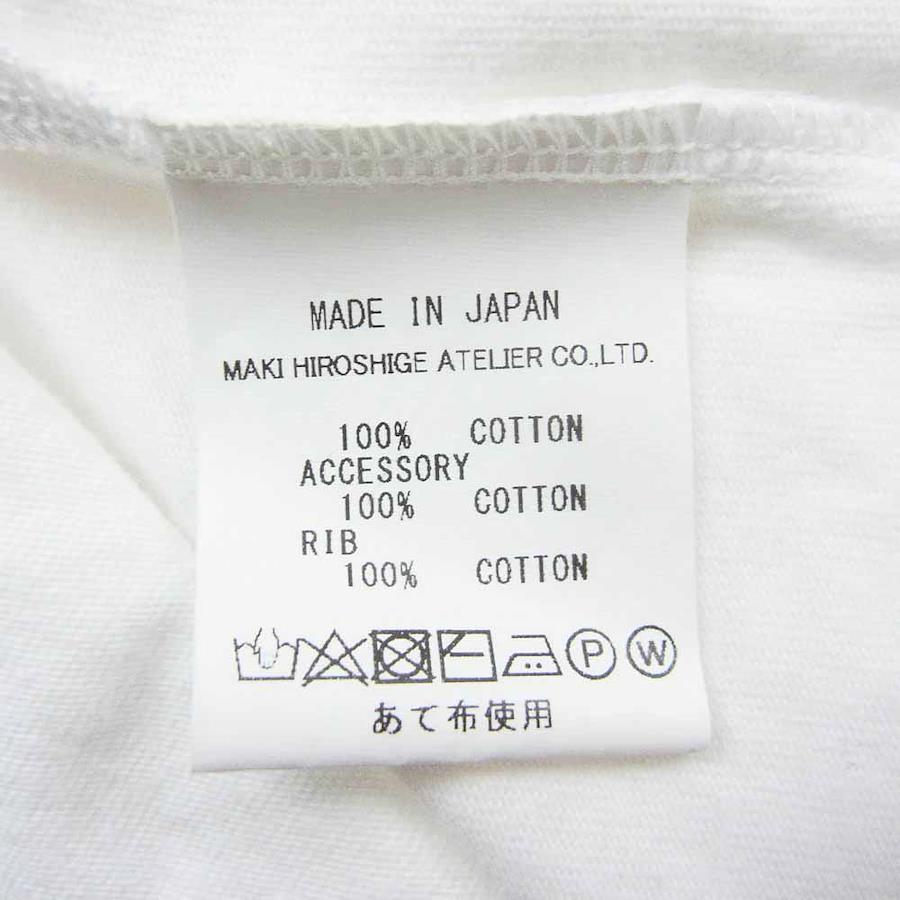 MADE IN JAPAN
MAKI HIROSHIGE ATELIER CO.,LTD.
100% COTTON
ACCESSORY
100% COTTON
RIB
100% COTTON
P W
あて布使用